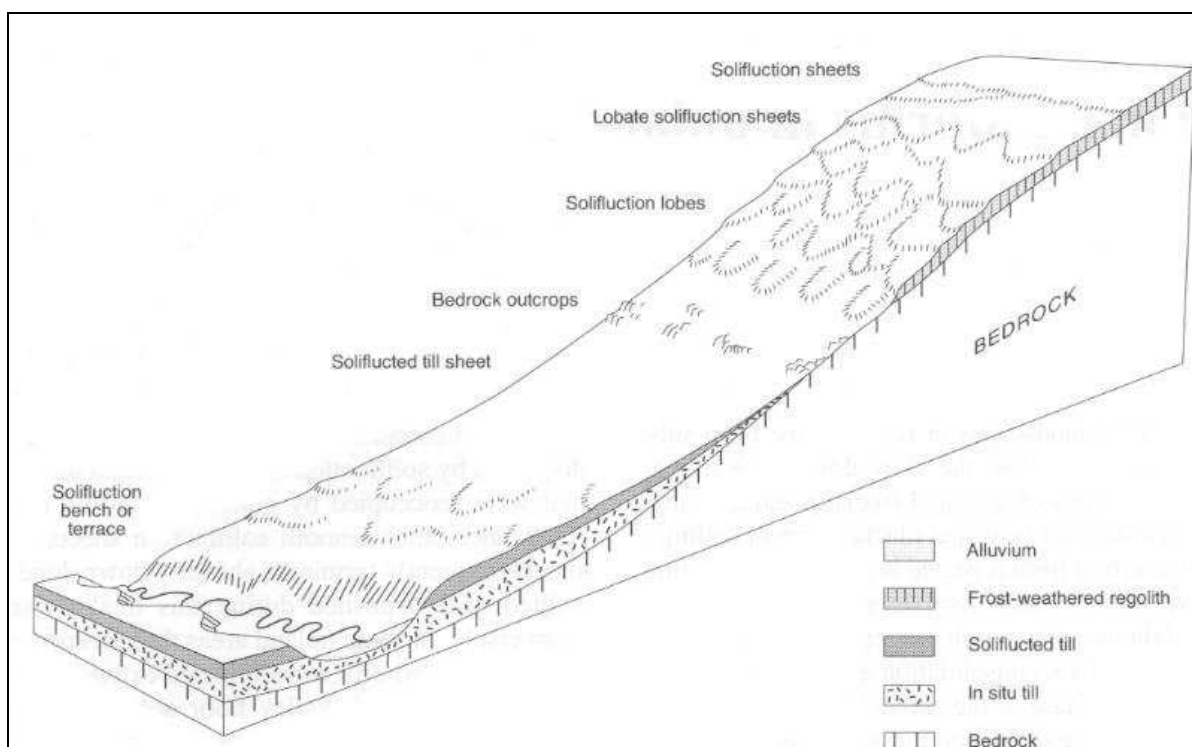 Solifluction sheets
Lobate solifluction sheets
Solifluction lobes
Bedrock outcrops
Soliflucted till sheet
Solifluction
bench or
terrace
BEDROCK
Alluvium
Frost-weathered regolith
Soliflucted till
In situ till
Bedrock